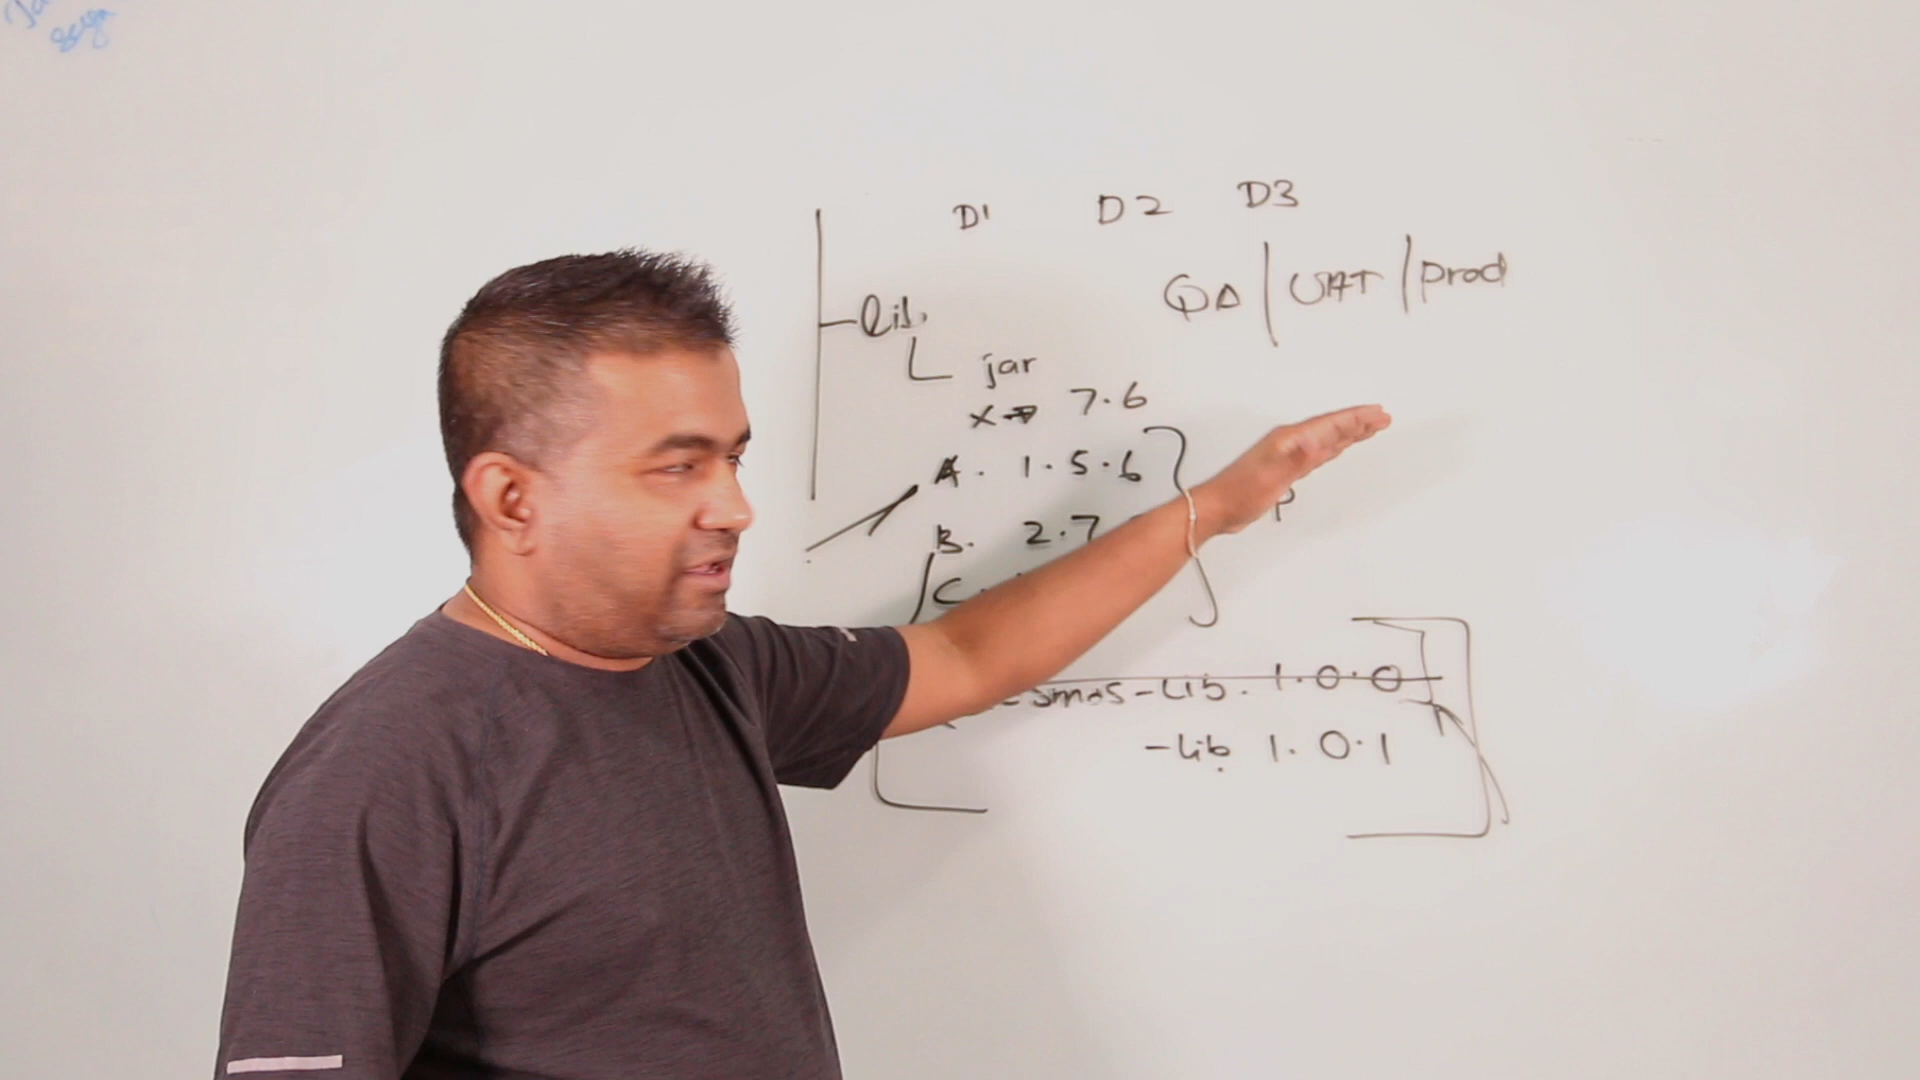 D1 D2 D3
QA | UAT | prod
lib.
jar
X → 7.6
A. 1.5.6
B. 2.7
C.
-Lib. 1.0.0
-Lib 1.0.1